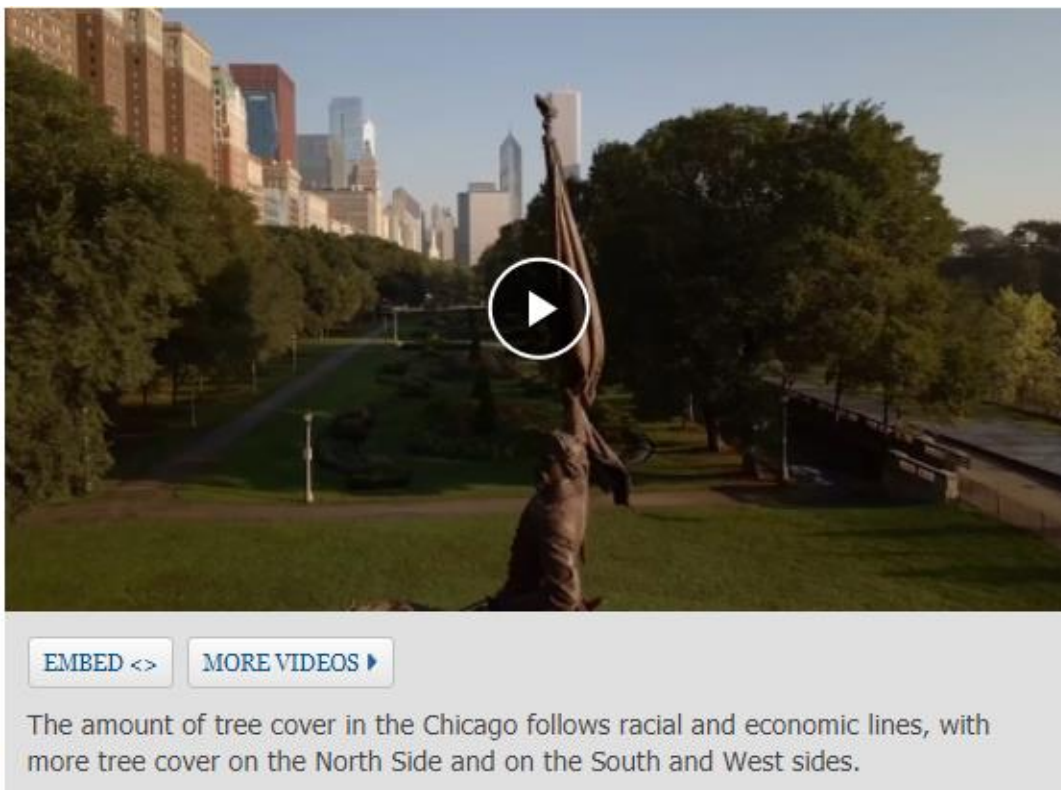 EMBED <>
MORE VIDEOS
The amount of tree cover in the Chicago follows racial and economic lines, with
more tree cover on the North Side and on the South and West sides.